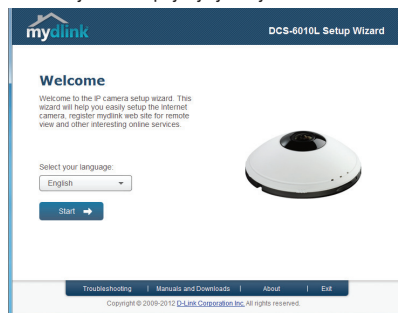 mydlink
DCS-6010L Setup Wizard
Welcome
Welcome to the IP camera setup wizard. This
wizard will help you easily setup the Internet
camera, register mydlink web site for remote
view and other interesting online services.
Select your language:
English
Start
Troubleshooting | Manuals and Downloads | About | Exit
Copyright © 2009-2012 D-Link Corporation Inc. All rights reserved.